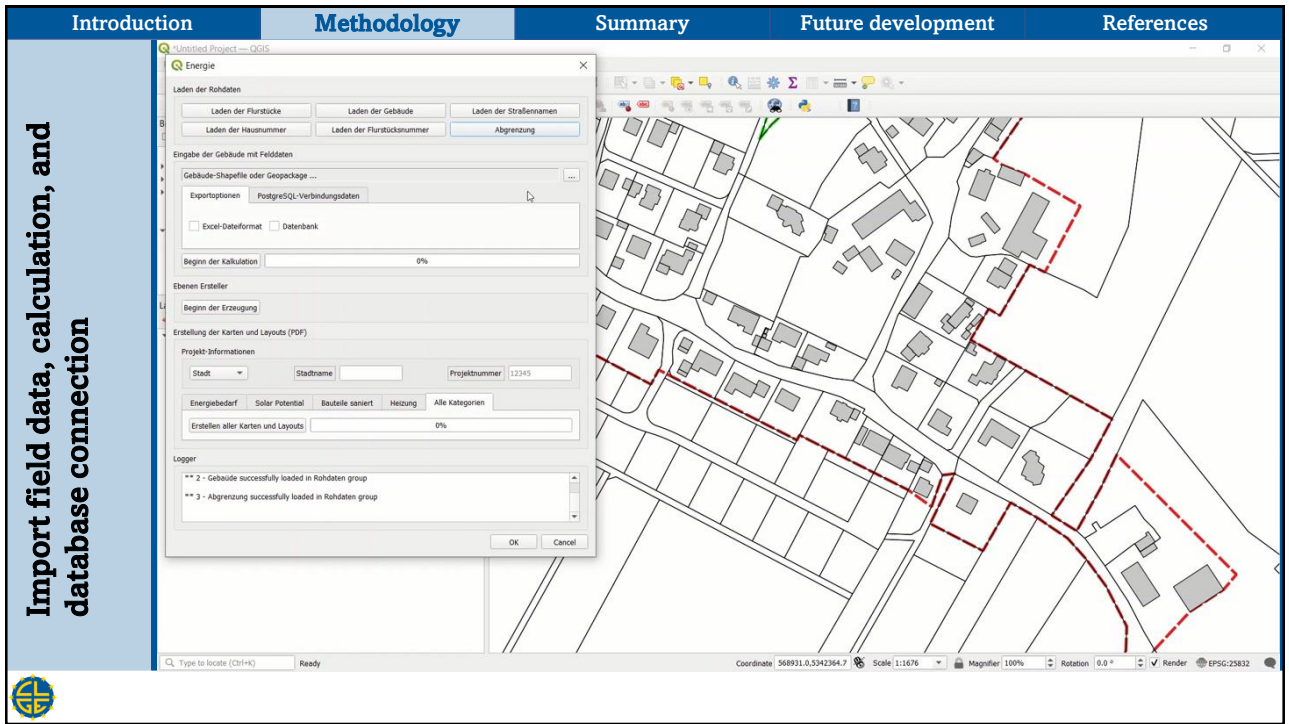 Introduction
Methodology
Summary
Future development
References
Import field data, calculation, and
database connection
*Untitled Project — QGIS
Energie
Laden der Rohdaten
Laden der Flurstücke
Laden der Gebäude
Laden der Straßennamen
Laden der Hausnummer
Laden der Flurstücksnummer
Abgrenzung
Eingabe der Gebäude mit Felddaten
Gebäude-Shapefile oder Geopackage ...
...
Exportoptionen
PostgreSQL-Verbindungsdaten
Excel-Dateiformat
Datenbank
Beginn der Kalkulation
0%
Ebenen Ersteller
Beginn der Erzeugung
Erstellung der Karten und Layouts (PDF)
Projekt-Informationen
Stadt
Stadtname
Projektnummer
12345
Energiebedarf
Solar Potential
Bauteile saniert
Heizung
Alle Kategorien
Erstellen aller Karten und Layouts
0%
Logger
** 2 - Gebaüde successfully loaded in Rohdaten group
** 3 - Abgrenzung successfully loaded in Rohdaten group
OK
Cancel
Type to locate (Ctrl+K)
Ready
Coordinate
568931.0,5342364.7
Scale 1:1676
Magnifier 100%
Rotation 0.0 °
Render
EPSG:25832
CL
GE